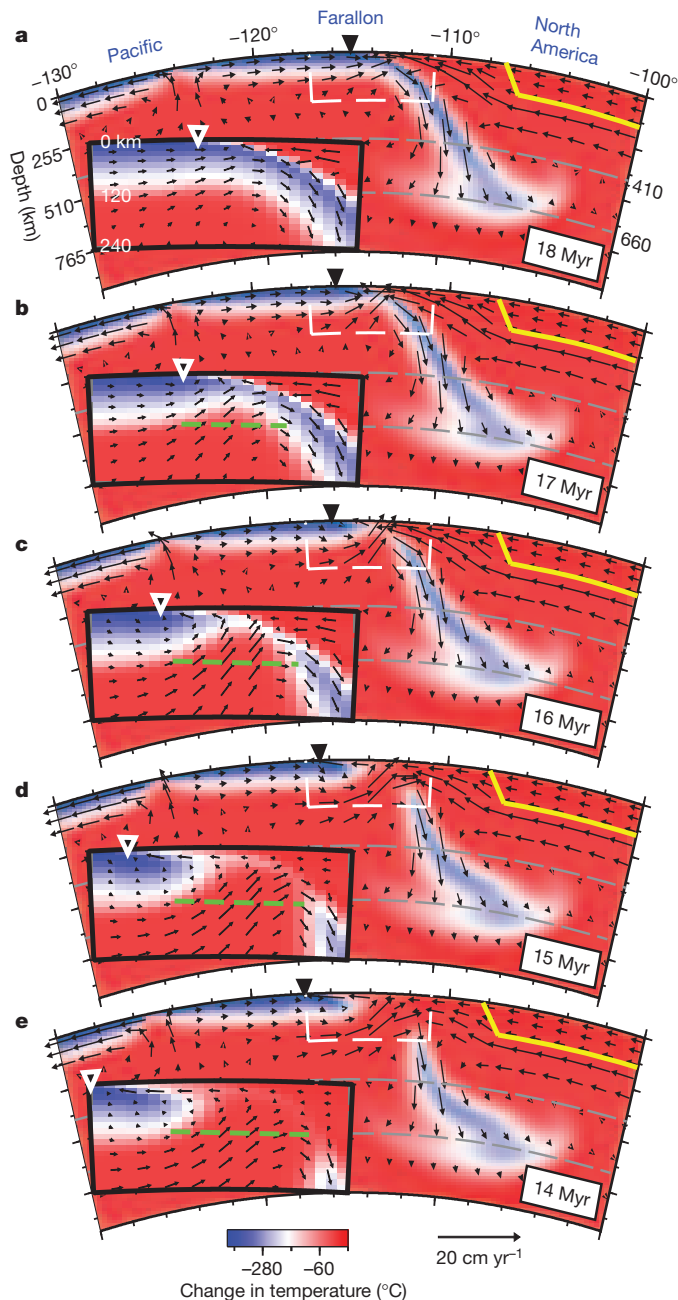 a
Pacific
−120°
Farallon
−110°
North
America
−130°
−100°
0
255
510
765
Depth (km)
0 km
120
240
410
660
18 Myr
b
17 Myr
c
16 Myr
d
15 Myr
e
14 Myr
−280
−60
Change in temperature (°C)
20 cm yr⁻¹